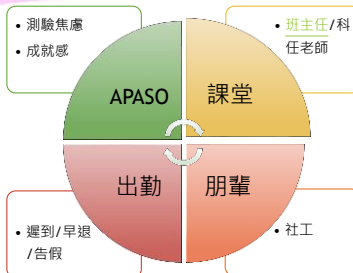 • 測驗焦慮
• 成就感
• 班主任/科
任老師
APASO
課堂
出勤
朋輩
• 遲到/早退
/告假
• 社工